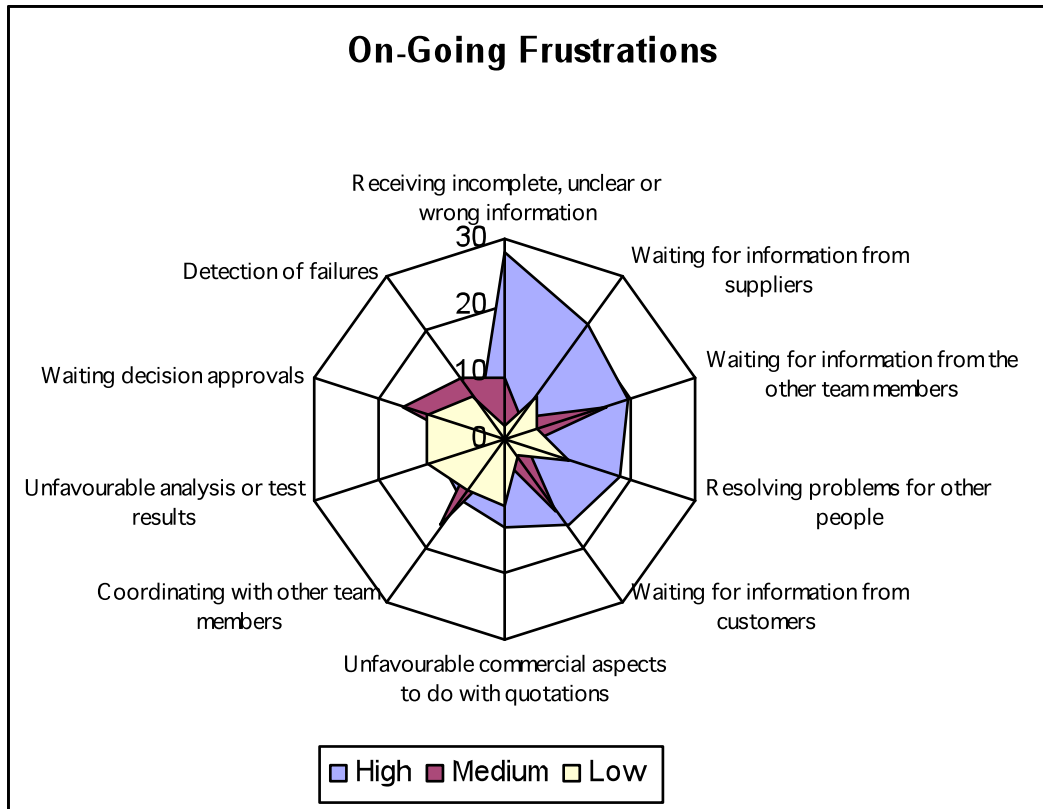 On-Going Frustrations
Receiving incomplete, unclear or
wrong information
Waiting for information from
suppliers
Waiting for information from the
other team members
Resolving problems for other
people
Waiting for information from
customers
Unfavourable commercial aspects
to do with quotations
Coordinating with other team
members
Unfavourable analysis or test
results
Waiting decision approvals
Detection of failures
30
20
10
0
High Medium Low